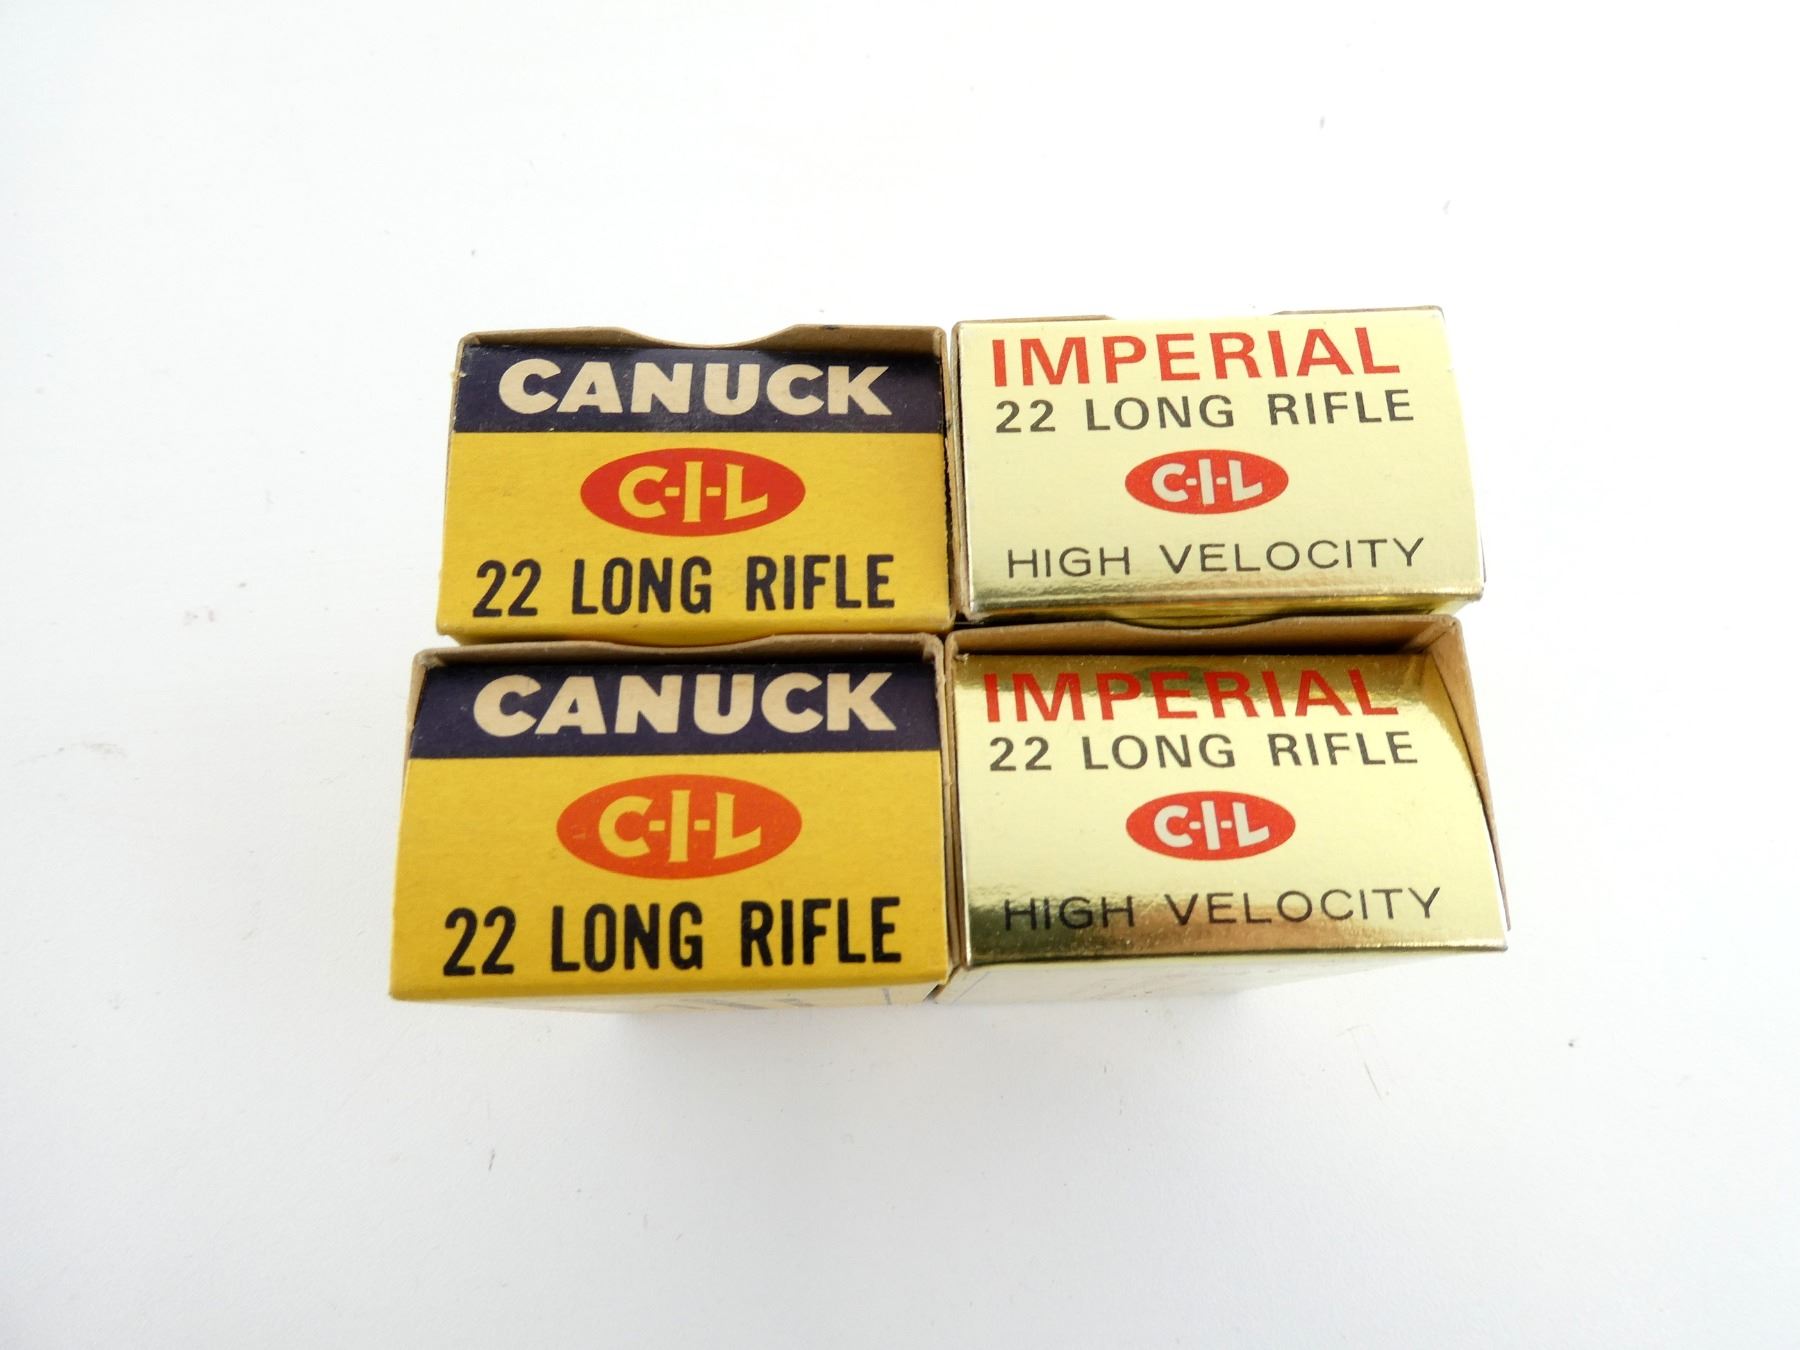 CANUCK
C-I-L
22 LONG RIFLE
IMPERIAL
22 LONG RIFLE
C-I-L
HIGH VELOCITY
CANUCK
C-I-L
22 LONG RIFLE
IMPERIAL
22 LONG RIFLE
C-I-L
HIGH VELOCITY